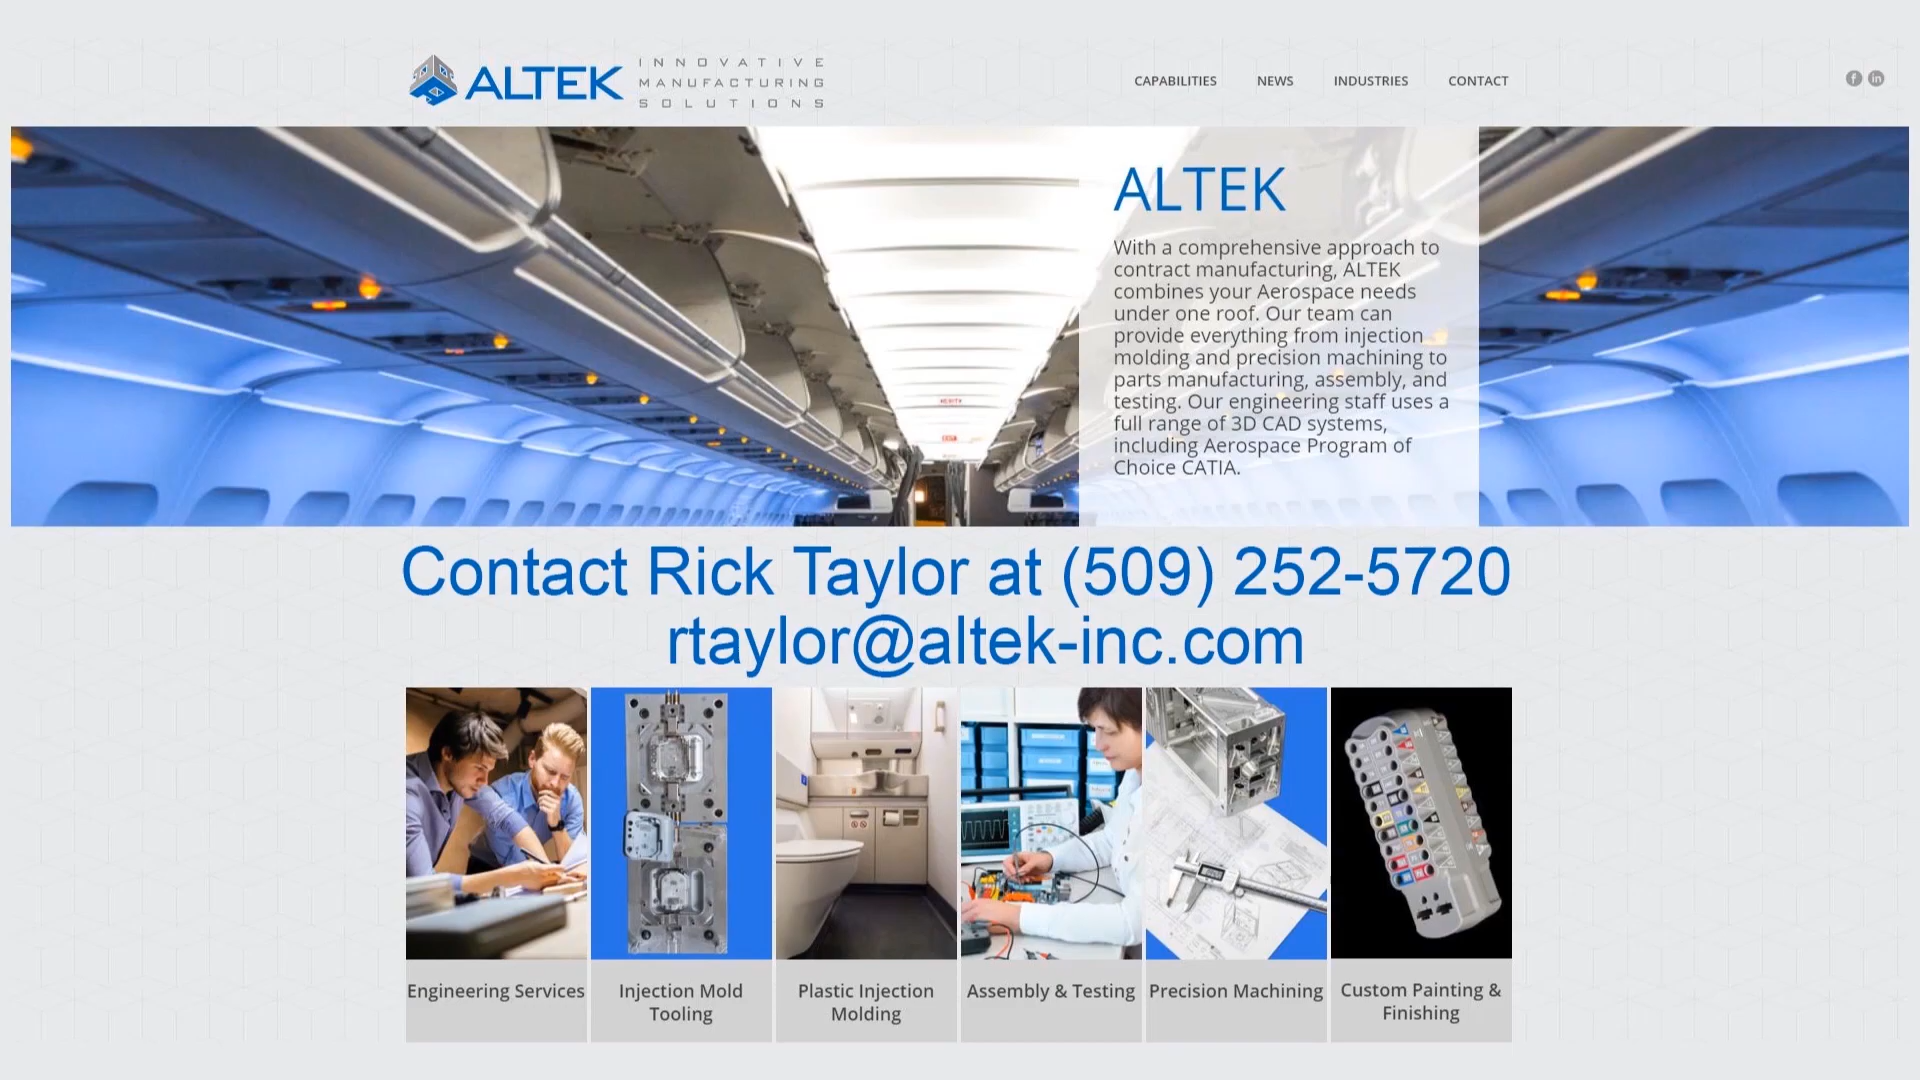 ALTEK
INNOVATIVE
MANUFACTURING
SOLUTIONS
CAPABILITIES
NEWS
INDUSTRIES
CONTACT
ALTEK
With a comprehensive approach to
contract manufacturing, ALTEK
combines your Aerospace needs
under one roof. Our team can
provide everything from injection
molding and precision machining to
parts manufacturing, assembly, and
testing. Our engineering staff uses a
full range of 3D CAD systems,
including Aerospace Program of
Choice CATIA.
Contact Rick Taylor at (509) 252-5720
rtaylor@altek-inc.com
Engineering Services
Injection Mold
Tooling
Plastic Injection
Molding
Assembly & Testing
Precision Machining
Custom Painting &
Finishing